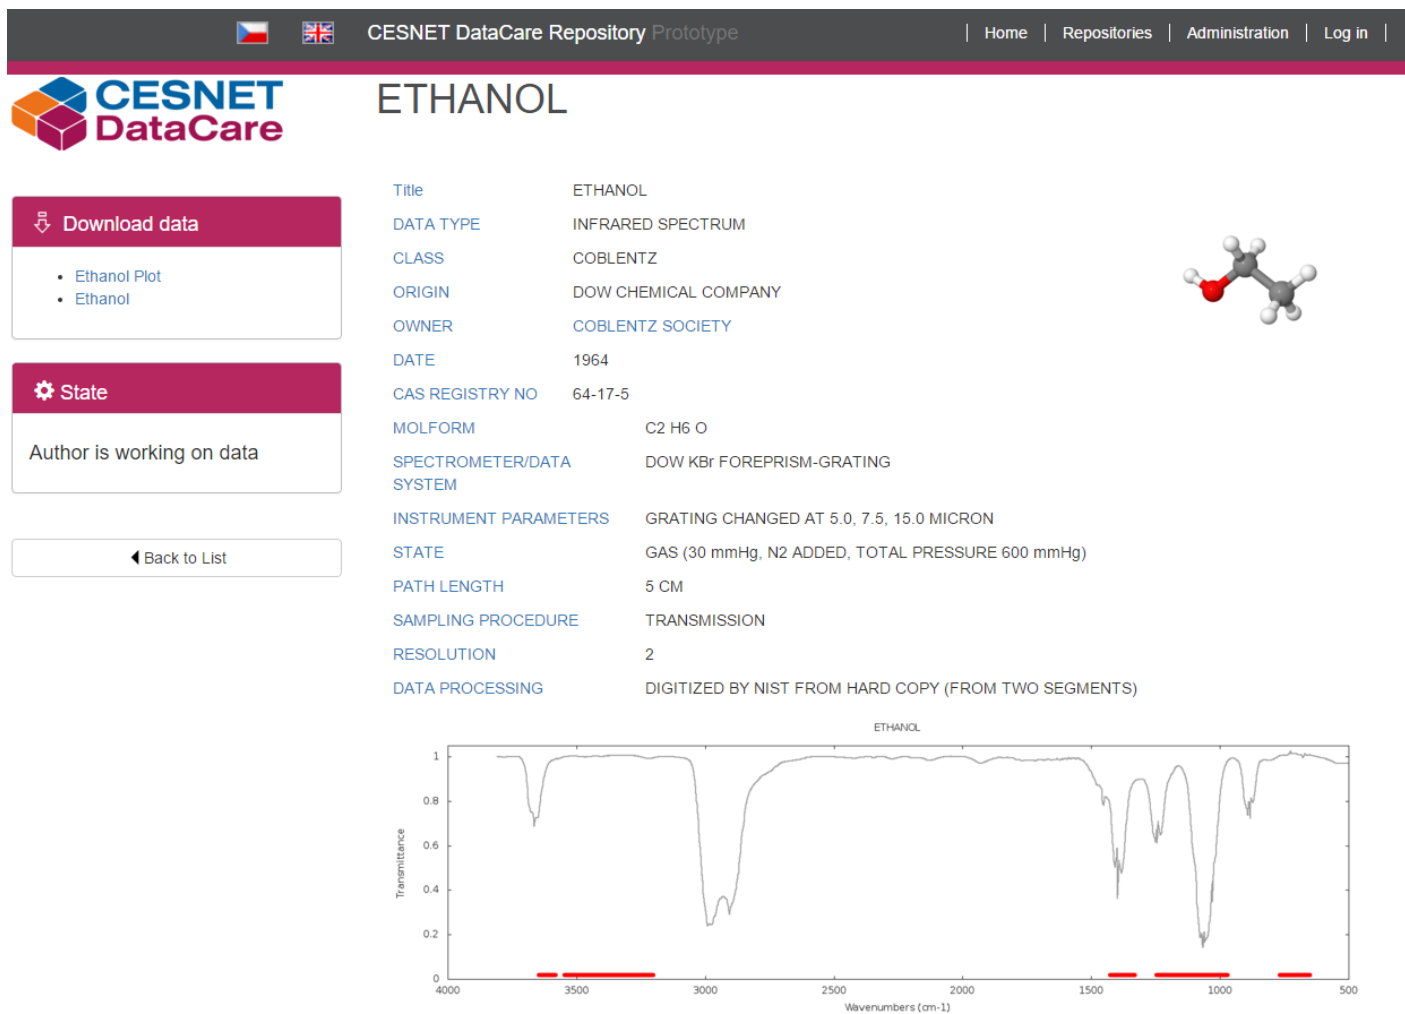 CESNET DataCare Repository Prototype | Home | Repositories | Administration | Log in |
CESNET
DataCare
ETHANOL
Download data
• Ethanol Plot
• Ethanol
State
Author is working on data
Back to List
Title ETHANOL
DATA TYPE INFRARED SPECTRUM
CLASS COBLENTZ
ORIGIN DOW CHEMICAL COMPANY
OWNER COBLENTZ SOCIETY
DATE 1964
CAS REGISTRY NO 64-17-5
MOLFORM C2 H6 O
SPECTROMETER/DATA DOW KBr FOREPRISM-GRATING
SYSTEM
INSTRUMENT PARAMETERS GRATING CHANGED AT 5.0, 7.5, 15.0 MICRON
STATE GAS (30 mmHg, N2 ADDED, TOTAL PRESSURE 600 mmHg)
PATH LENGTH 5 CM
SAMPLING PROCEDURE TRANSMISSION
RESOLUTION 2
DATA PROCESSING DIGITIZED BY NIST FROM HARD COPY (FROM TWO SEGMENTS)
ETHANOL
Transmittance
1
0.8
0.6
0.4
0.2
0
4000 3500 3000 2500 2000 1500 1000 500
Wavenumbers (cm-1)